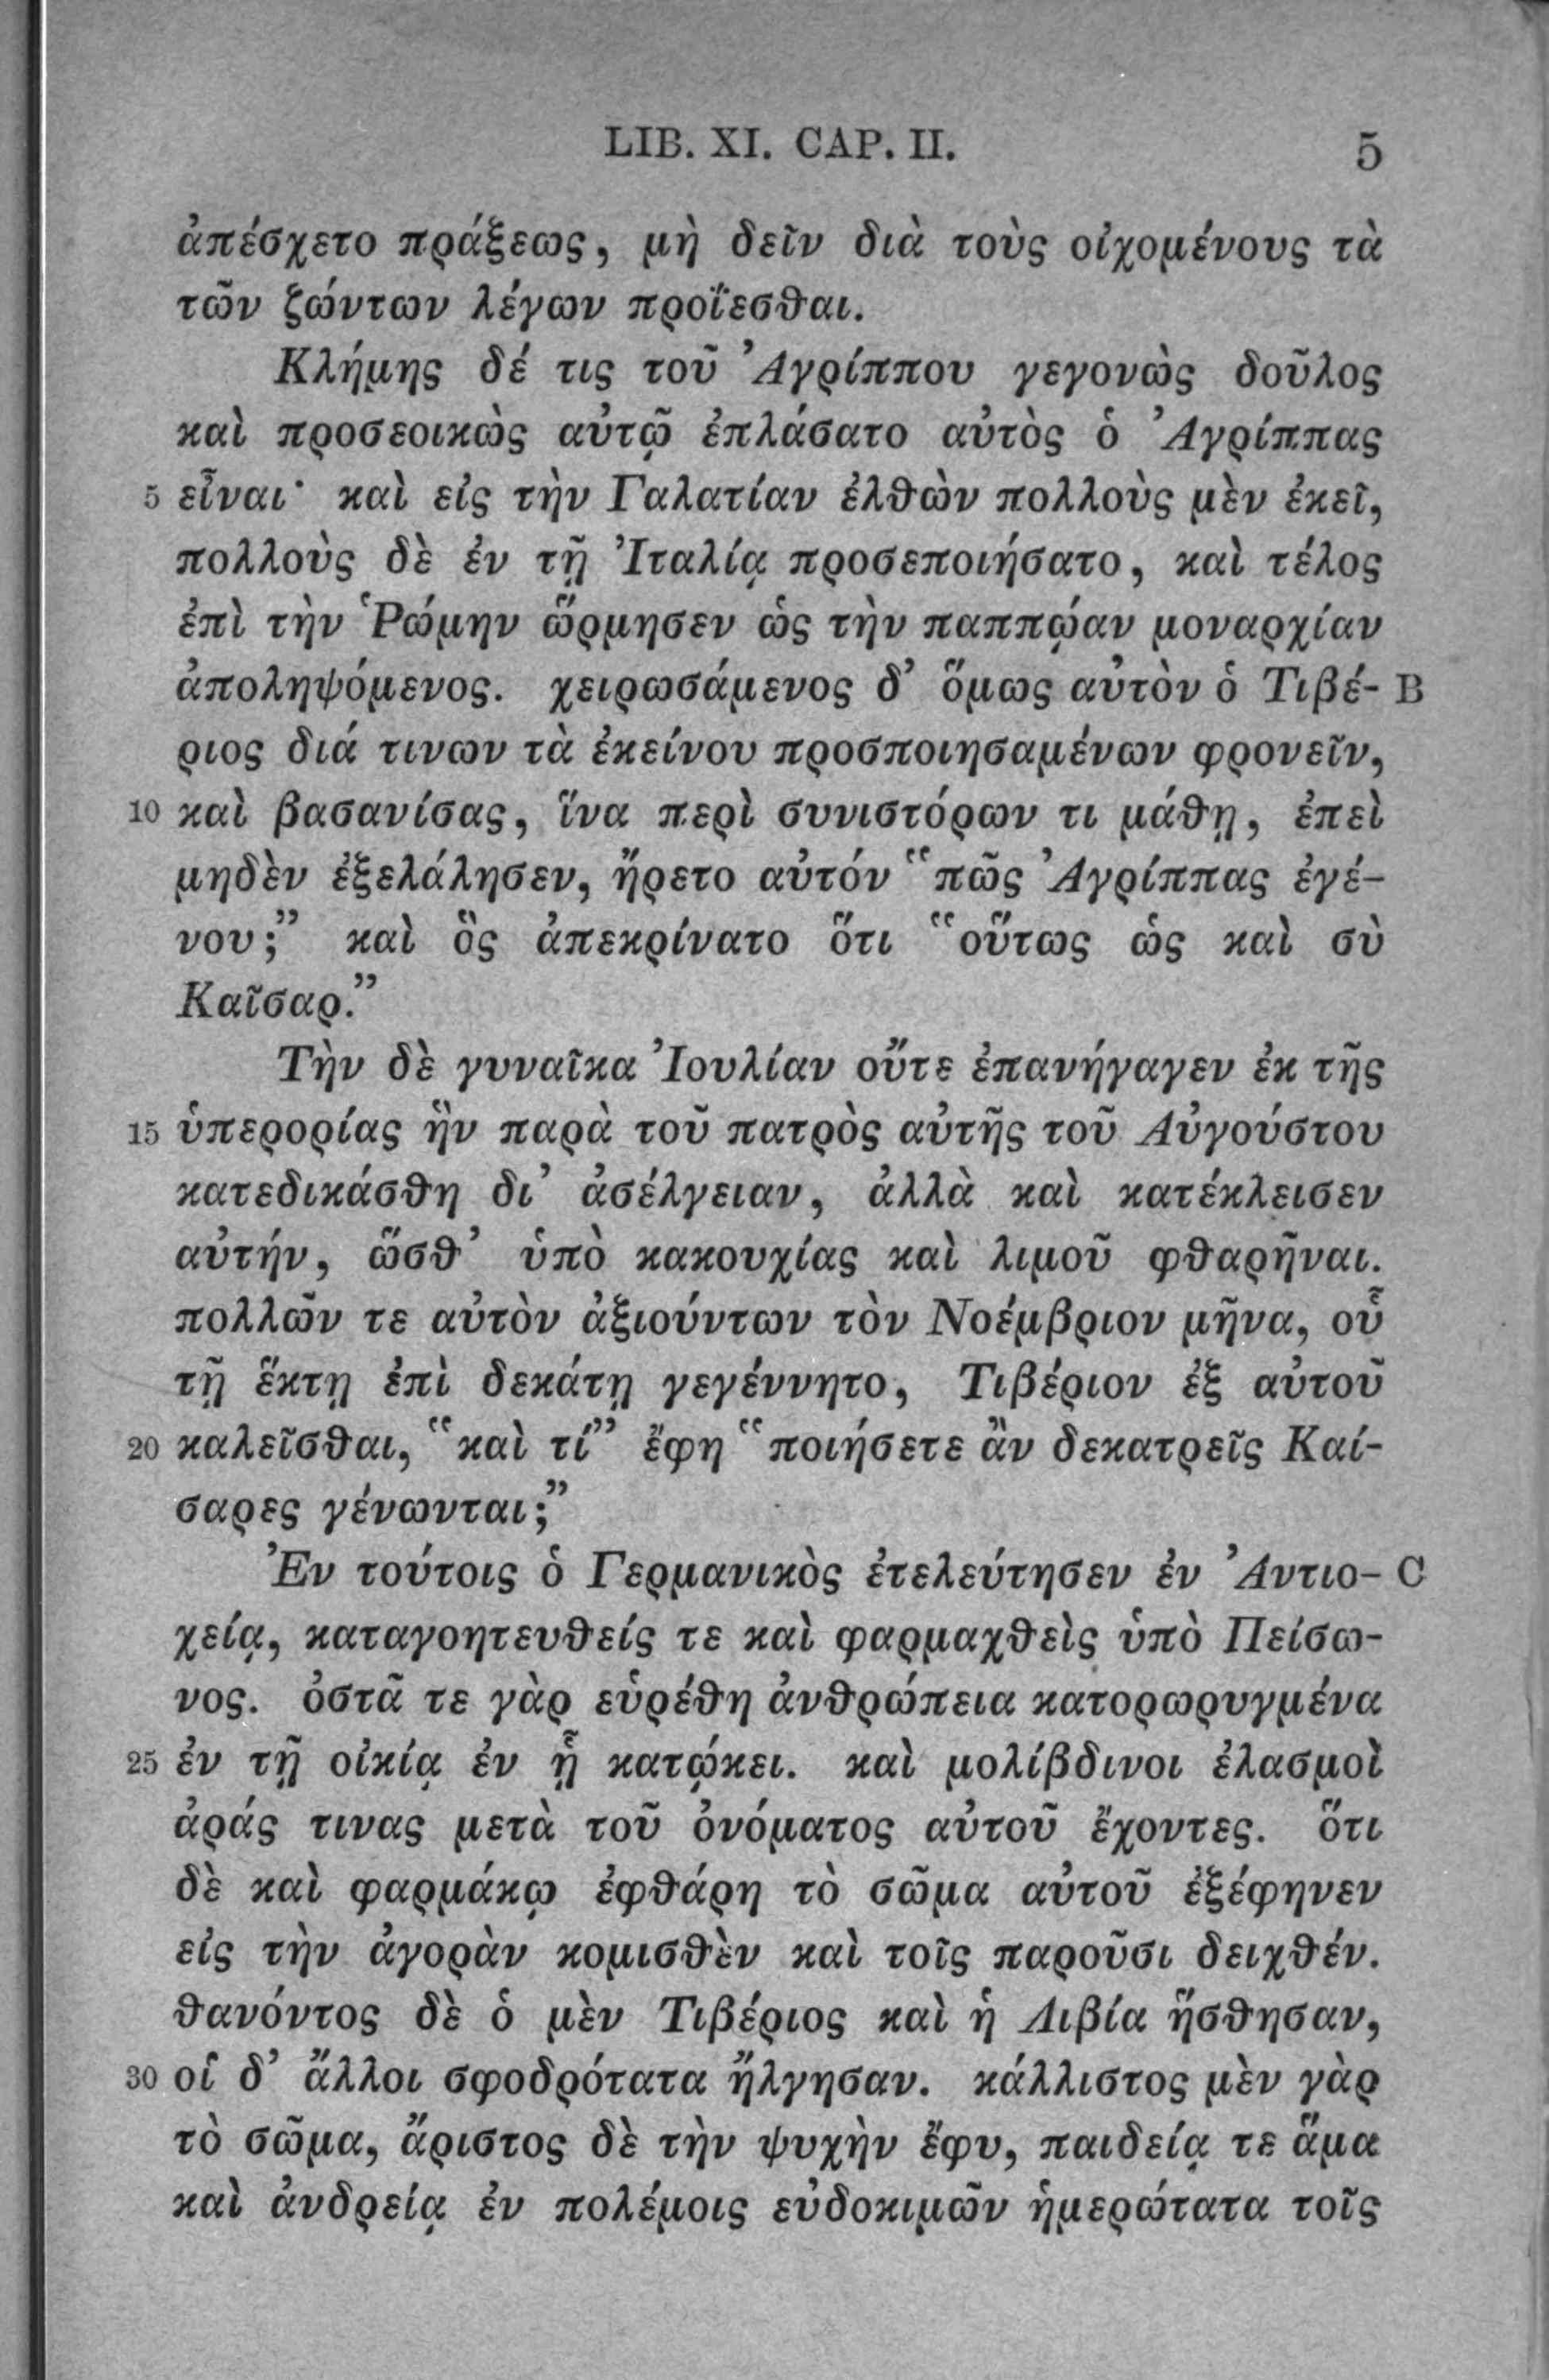 LIB. XI. CAP. II. 5
ἀπέσχετο πράξεως, μὴ δεῖν διὰ τοὺς οἰχομένους τὰ
τῶν ζώντων λέγων προΐεσθαι.
Κλήμης δέ τις τοῦ Ἀγρίππου γεγονὼς δοῦλος
καὶ προσεοικὼς αὐτῷ ἐπλάσατο αὐτὸς ὁ Ἀγρίππας
5 εἶναι· καὶ εἰς τὴν Γαλατίαν ἐλθὼν πολλοὺς μὲν ἐκεῖ,
πολλοὺς δὲ ἐν τῇ Ἰταλίᾳ προσεποιήσατο, καὶ τέλος
ἐπὶ τὴν Ῥώμην ὥρμησεν ὡς τὴν παππῴαν μοναρχίαν
ἀποληψόμενος. χειρωσάμενος δ’ ὅμως αὐτὸν ὁ Τιβέ- B
ριος διά τινων τὰ ἐκείνου προσποιησαμένων φρονεῖν,
10 καὶ βασανίσας, ἵνα περὶ συνιστόρων τι μάθῃ, ἐπεὶ
μηδὲν ἐξελάλησεν, ἤρετο αὐτόν “πῶς Ἀγρίππας ἐγέ-
νου;” καὶ ὃς ἀπεκρίνατο ὅτι “οὕτως ὡς καὶ σὺ
Καῖσαρ.”
Τὴν δὲ γυναῖκα Ἰουλίαν οὔτε ἐπανήγαγεν ἐκ τῆς
15 ὑπερορίας ἣν παρὰ τοῦ πατρὸς αὐτῆς τοῦ Αὐγούστου
κατεδικάσθη δι’ ἀσέλγειαν, ἀλλὰ καὶ κατέκλεισεν
αὐτήν, ὥσθ’ ὑπὸ κακουχίας καὶ λιμοῦ φθαρῆναι.
πολλῶν τε αὐτὸν ἀξιούντων τὸν Νοέμβριον μῆνα, οὗ
τῇ ἕκτῃ ἐπὶ δεκάτῃ γεγέννητο, Τιβέριον ἐξ αὐτοῦ
20 καλεῖσθαι, “καὶ τί” ἔφη “ποιήσετε ἂν δεκατρεῖς Καί-
σαρες γένωνται;”
Ἐν τούτοις ὁ Γερμανικὸς ἐτελεύτησεν ἐν Ἀντιο- C
χείᾳ, καταγοητευθείς τε καὶ φαρμαχθεὶς ὑπὸ Πείσω-
νος. ὀστᾶ τε γὰρ εὑρέθη ἀνθρώπεια κατορωρυγμένα
25 ἐν τῇ οἰκίᾳ ἐν ᾗ κατῴκει. καὶ μολίβδινοι ἐλασμοὶ
ἀράς τινας μετὰ τοῦ ὀνόματος αὐτοῦ ἔχοντες. ὅτι
δὲ καὶ φαρμάκῳ ἐφθάρη τὸ σῶμα αὐτοῦ ἐξέφηνεν
εἰς τὴν ἀγορὰν κομισθὲν καὶ τοῖς παροῦσι δειχθέν.
θανόντος δὲ ὁ μὲν Τιβέριος καὶ ἡ Λιβία ἥσθησαν,
30 οἱ δ’ ἄλλοι σφοδρότατα ἤλγησαν. κάλλιστος μὲν γὰρ
τὸ σῶμα, ἄριστος δὲ τὴν ψυχὴν ἔφυ, παιδείᾳ τε ἅμα
καὶ ἀνδρείᾳ ἐν πολέμοις εὐδοκιμῶν ἡμερώτατα τοῖς